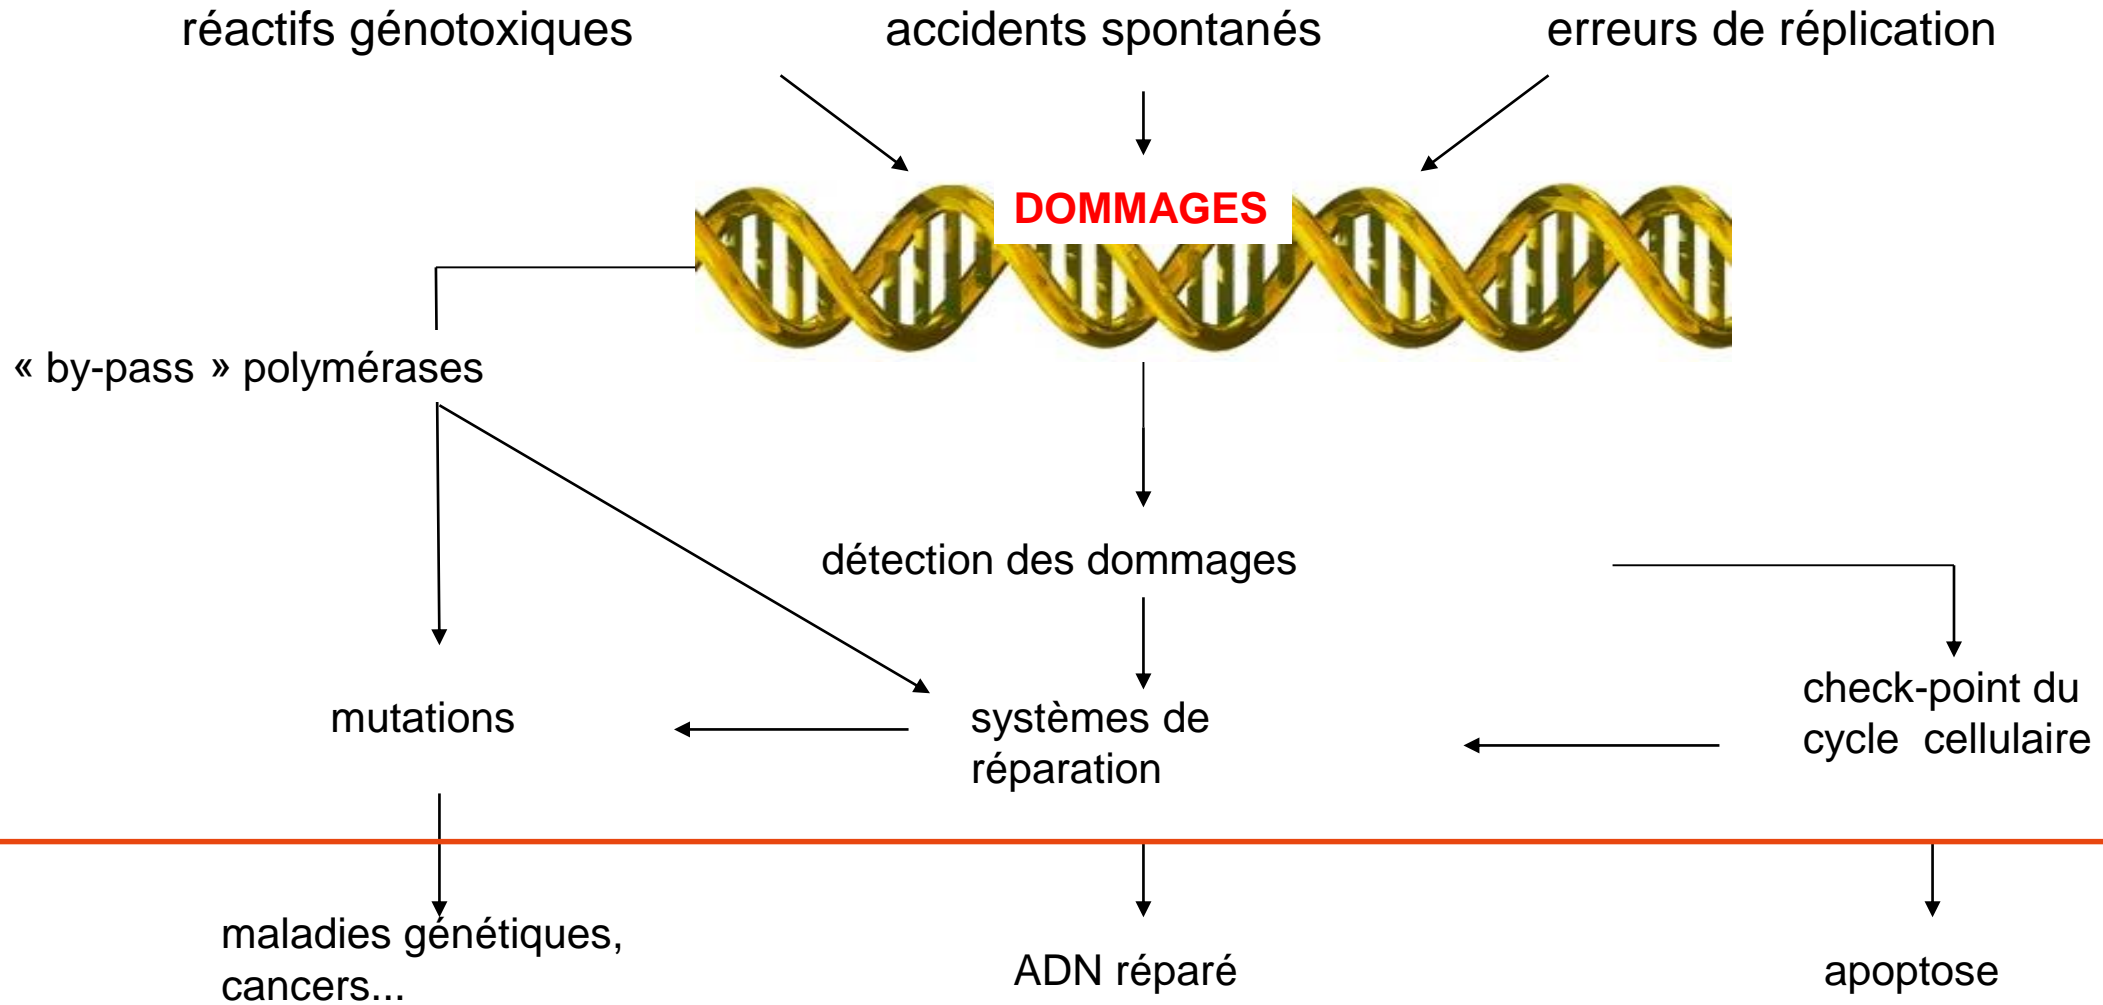 réactifs génotoxiques
accidents spontanés
erreurs de réplication
DOMMAGES
« by-pass » polymérases
détection des dommages
mutations
systèmes de
réparation
check-point du
cycle cellulaire
maladies génétiques,
cancers...
ADN réparé
apoptose